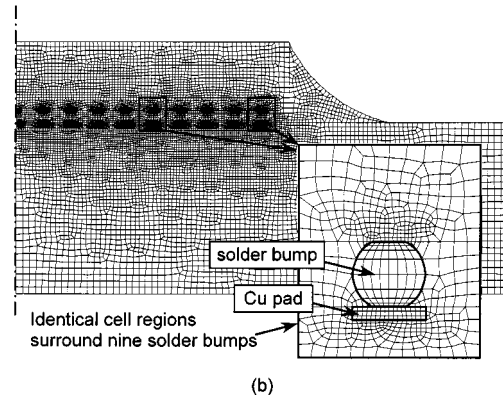 solder bump
Cu pad
Identical cell regions
surround nine solder bumps
(b)